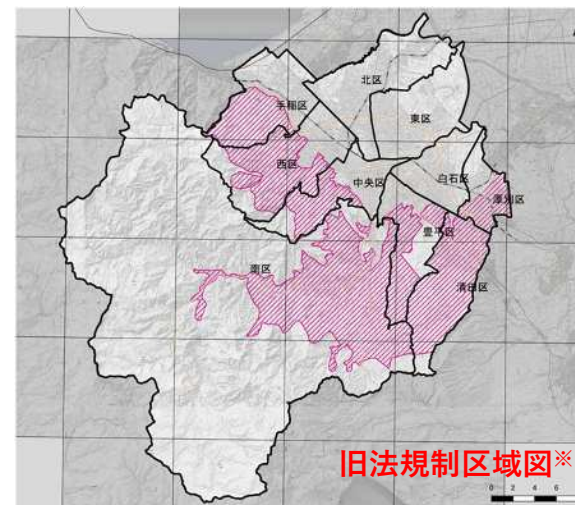 北区
手稲区
東区
西区
中央区
白石区
厚別区
豊平区
南区
清田区
旧法規制区域図※
0 2 4 6